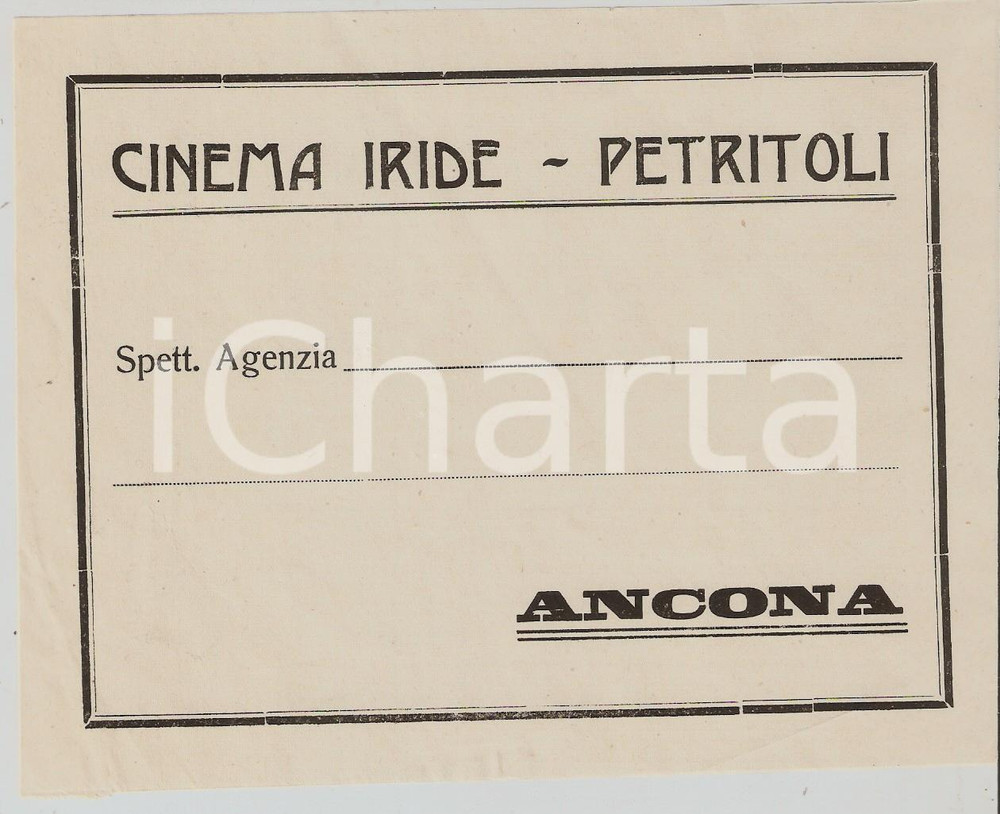 CINEMA IRIDE - PETRITOLI
Spett. Agenzia
iCharta
ANCONA